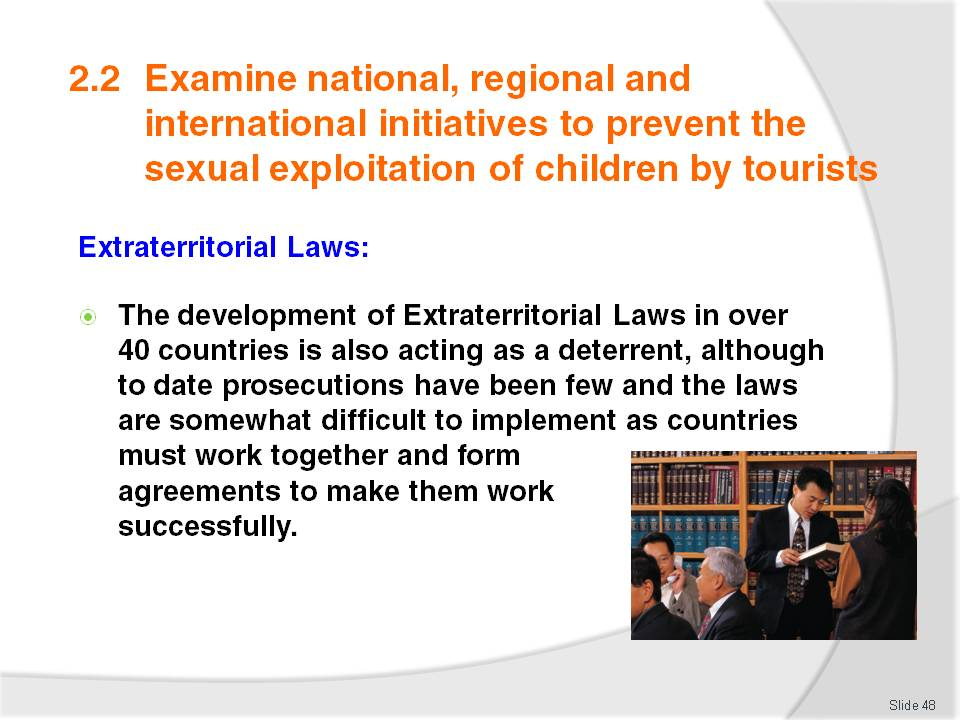 2.2 Examine national, regional and
international initiatives to prevent the
sexual exploitation of children by tourists
Extraterritorial Laws:
The development of Extraterritorial Laws in over
40 countries is also acting as a deterrent, although
to date prosecutions have been few and the laws
are somewhat difficult to implement as countries
must work together and form
agreements to make them work
successfully.
Slide 48